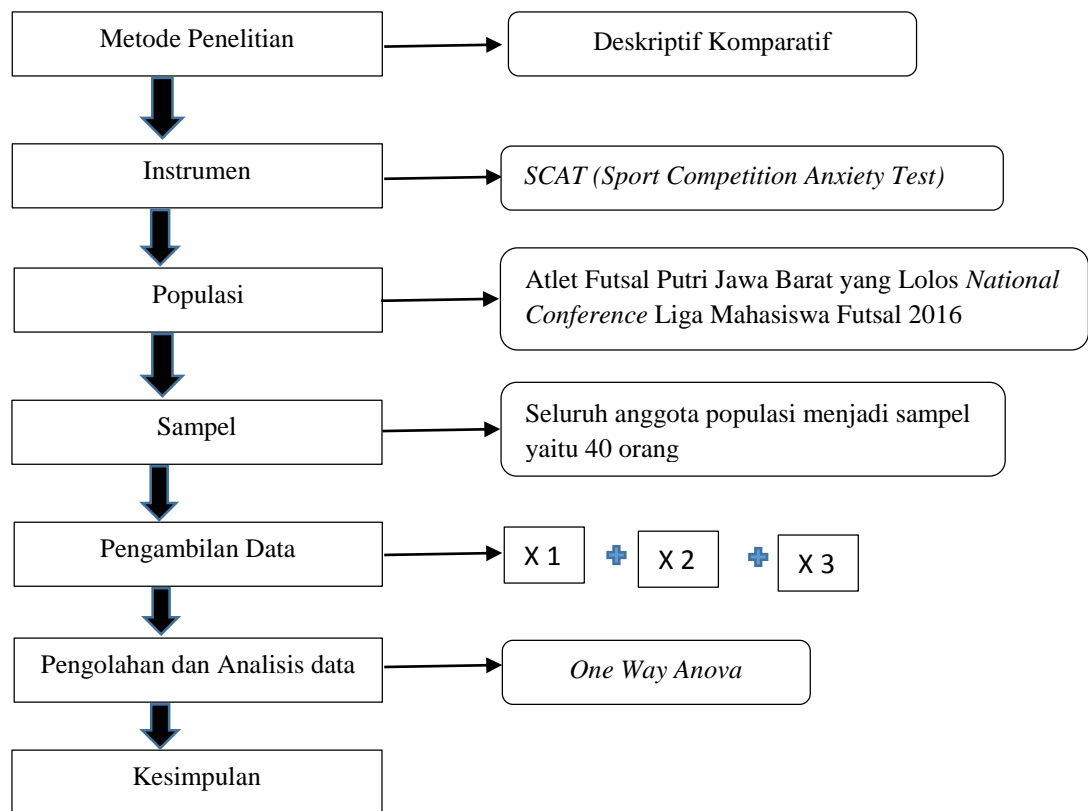 Metode Penelitian
Deskriptif Komparatif
Instrumen
SCAT (Sport Competition Anxiety Test)
Populasi
Atlet Futsal Putri Jawa Barat yang Lolos National
Conference Liga Mahasiswa Futsal 2016
Sampel
Seluruh anggota populasi menjadi sampel
yaitu 40 orang
Pengambilan Data
X 1
X 2
X 3
Pengolahan dan Analisis data
One Way Anova
Kesimpulan